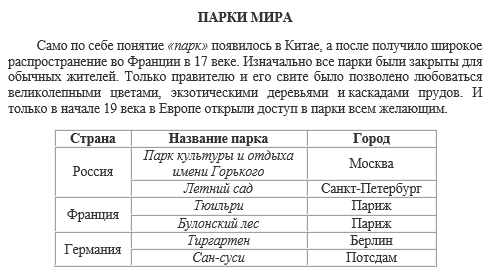 ПАРКИ МИРА
Само по себе понятие «парк» появилось в Китае, а после получило широкое
распространение во Франции в 17 веке. Изначально все парки были закрыты для
обычных жителей. Только правителю и его свите было позволено любоваться
великолепными цветами, экзотическими деревьями и каскадами прудов. И
только в начале 19 века в Европе открыли доступ в парки всем желающим.
Страна Название парка Город
Россия Парк культуры и отдыха
имени Горького Москва
Летний сад Санкт-Петербург
Франция Тюильри Париж
Булонский лес Париж
Германия Тиргартен Берлин
Сан-суси Потсдам